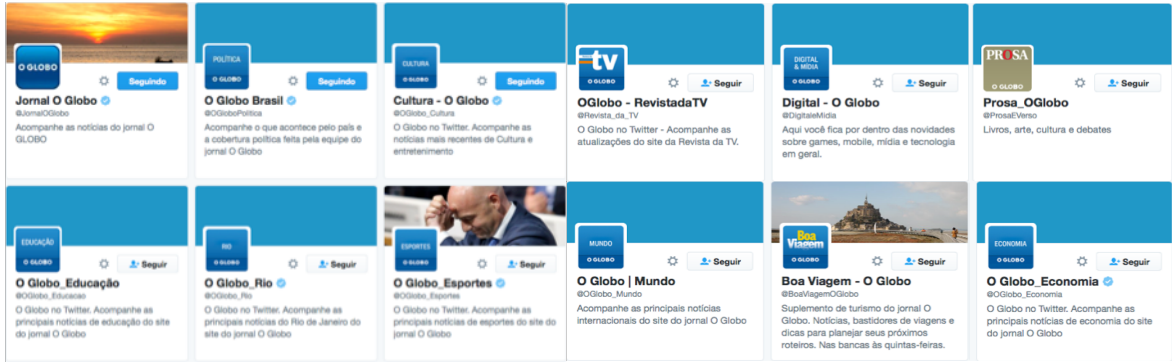 O GLOBO
Seguindo
Jornal O Globo
@JornalOGlobo
Acompanhe as notícias do jornal O
GLOBO
POLÍTICA
O GLOBO
Seguindo
O Globo Brasil
@OGloboPolitica
Acompanhe o que acontece pelo país e
a cobertura política feita pela equipe do
jornal O Globo
CULTURA
O GLOBO
Seguindo
Cultura - O Globo
@OGlobo_Cultura
O Globo no Twitter. Acompanhe as
notícias mais recentes de Cultura e
entretenimento
tv
O GLOBO
Seguir
OGlobo - RevistadaTV
@Revista_da_TV
O Globo no Twitter - Acompanhe as
atualizações do site da Revista da TV.
DIGITAL
& MÍDIA
O GLOBO
Seguir
Digital - O Globo
@DigitaleMidia
Aqui você fica por dentro das novidades
sobre games, mobile, mídia e tecnologia
em geral.
PROSA
O GLOBO
Seguir
Prosa_OGlobo
@ProsaEVerso
Livros, arte, cultura e debates
EDUCAÇÃO
O GLOBO
Seguir
O Globo_Educação
@OGlobo_Educacao
O Globo no Twitter. Acompanhe as
principais notícias de educação do site
do jornal O Globo
RIO
O GLOBO
Seguir
O Globo_Rio
@OGlobo_Rio
O Globo no Twitter. Acompanhe as
principais notícias do Rio de Janeiro do
site do jornal O Globo
ESPORTES
O GLOBO
Seguir
O Globo_Esportes
@OGlobo_Esportes
O Globo no Twitter. Acompanhe as
principais notícias de esportes do site do
jornal O Globo
MUNDO
O GLOBO
Seguir
O Globo | Mundo
@OGlobo_Mundo
Acompanhe as principais notícias
internacionais do site do jornal O Globo
Boa
Viagem
O GLOBO
Seguir
Boa Viagem - O Globo
@BoaViagemOGlobo
Suplemento de turismo do jornal O
Globo. Notícias, bastidores de viagens e
dicas para planejar seus próximos
roteiros. Nas bancas às quintas-feiras.
ECONOMIA
O GLOBO
Seguir
O Globo_Economia
@OGlobo_Economia
O Globo no Twitter. Acompanhe as
principais notícias de economia do site
do jornal O Globo